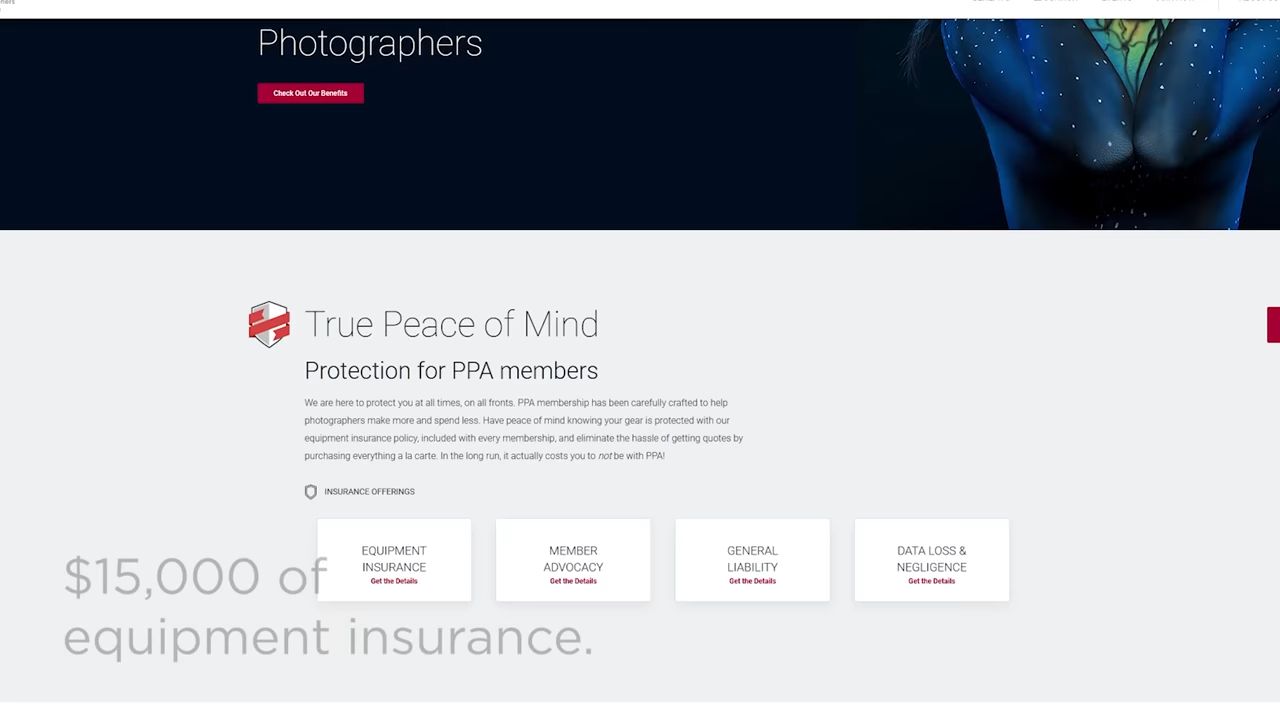 Photographers
Check Out Our Benefits
True Peace of Mind
Protection for PPA members
We are here to protect you at all times, on all fronts. PPA membership has been carefully crafted to help
photographers make more and spend less. Have peace of mind knowing your gear is protected with our
equipment insurance policy, included with every membership, and eliminate the hassle of getting quotes by
purchasing everything a la carte. In the long run, it actually costs you to not be with PPA!
INSURANCE OFFERINGS
EQUIPMENT
INSURANCE
Get the Details
MEMBER
ADVOCACY
Get the Details
GENERAL
LIABILITY
Get the Details
DATA LOSS &
NEGLIGENCE
Get the Details
$15,000 of
equipment insurance.